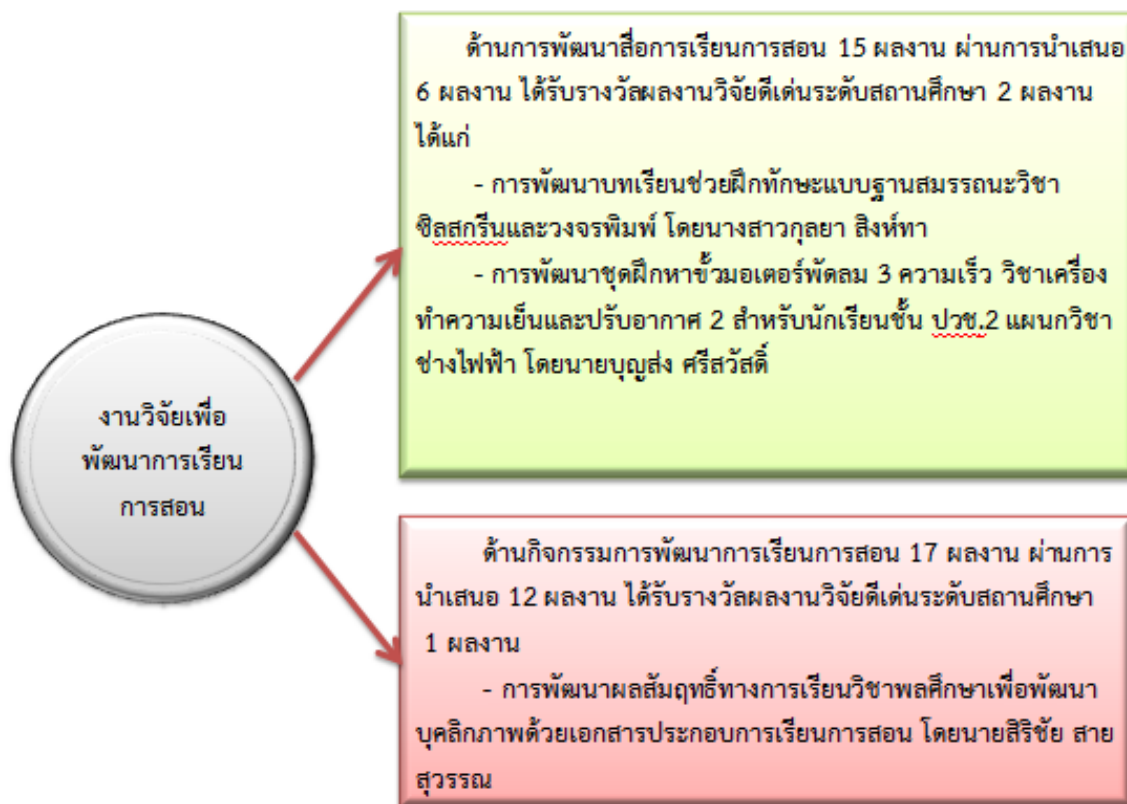 ด้านการพัฒนาสื่อการเรียนการสอน 15 ผลงาน ผ่านการนำเสนอ
6 ผลงาน ได้รับรางวัลผลงานวิจัยดีเด่นระดับสถานศึกษา 2 ผลงาน
ได้แก่
- การพัฒนาบทเรียนช่วยฝึกทักษะแบบฐานสมรรถนะวิชา
ซิลสกรีนและวงจรพิมพ์ โดยนางสาวกุลยา สิงห์ทา
- การพัฒนาชุดฝึกหาขั้วมอเตอร์พัดลม 3 ความเร็ว วิชาเครื่อง
ทำความเย็นและปรับอากาศ 2 สำหรับนักเรียนชั้น ปวช.2 แผนกวิชา
ช่างไฟฟ้า โดยนายบุญส่ง ศรีสวัสดิ์
งานวิจัยเพื่อ
พัฒนาการเรียน
การสอน
ด้านกิจกรรมการพัฒนาการเรียนการสอน 17 ผลงาน ผ่านการ
นำเสนอ 12 ผลงาน ได้รับรางวัลผลงานวิจัยดีเด่นระดับสถานศึกษา
1 ผลงาน
- การพัฒนาผลสัมฤทธิ์ทางการเรียนวิชาพลศึกษาเพื่อพัฒนา
บุคลิกภาพด้วยเอกสารประกอบการเรียนการสอน โดยนายสิริชัย สาย
สุวรรณ